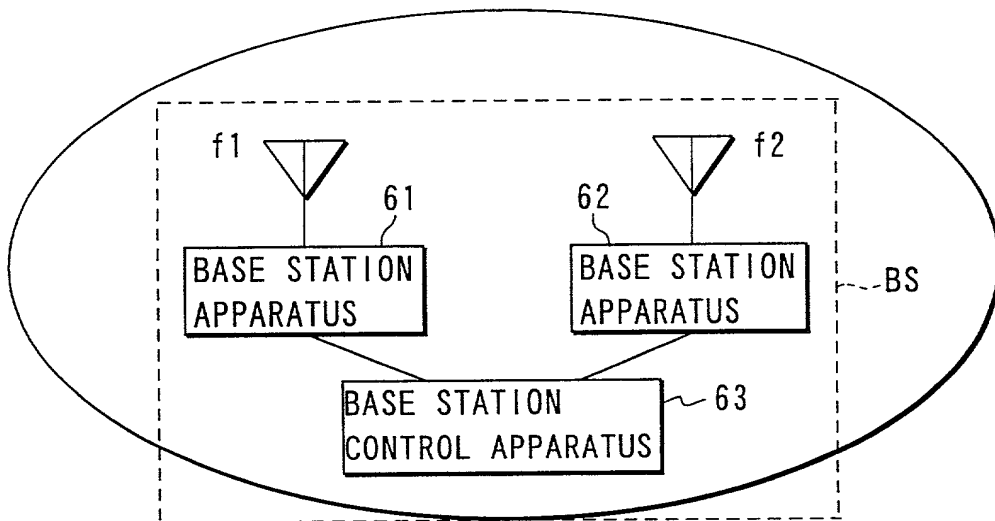 f1
f2
61
62
BASE STATION
APPARATUS
BASE STATION
APPARATUS
BS
BASE STATION
CONTROL APPARATUS
63